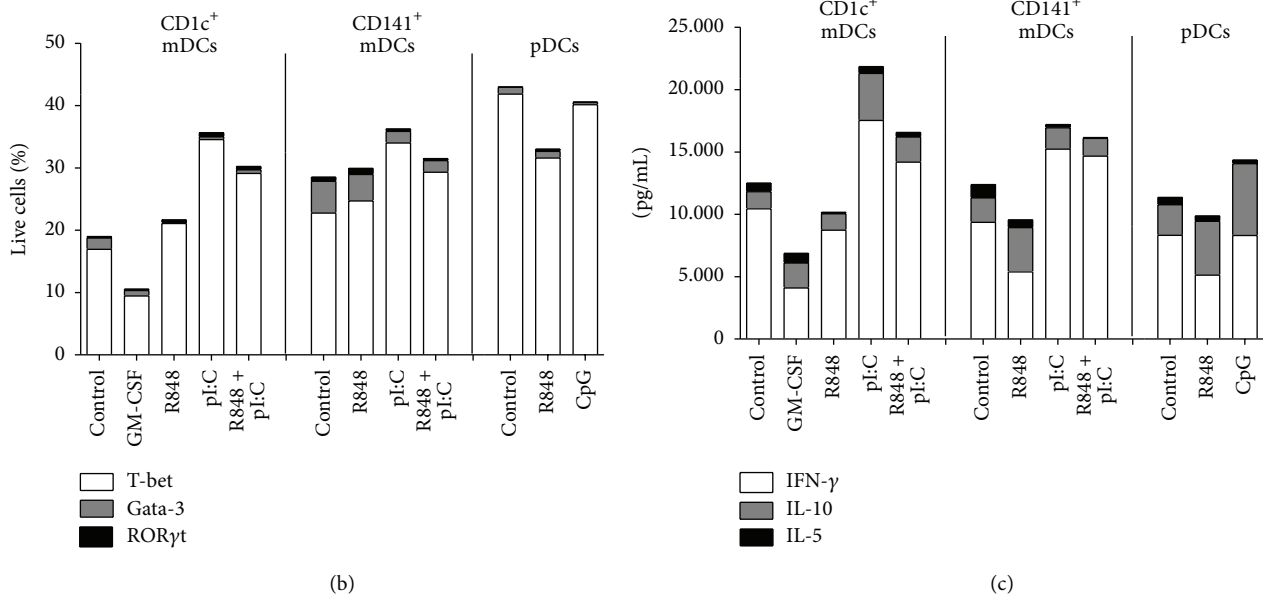 CD1c+
mDCs
CD141+
mDCs
pDCs
50
40
30
20
10
0
Live cells (%)
Control
GM-CSF
R848
pI:C
R848 +
pI:C
Control
R848
pI:C
R848 +
pI:C
Control
R848
CpG
T-bet
Gata-3
RORγt
(b)
CD1c+
mDCs
CD141+
mDCs
pDCs
25.000
20.000
15.000
10.000
5.000
0
(pg/mL)
Control
GM-CSF
R848
pI:C
R848 +
pI:C
Control
R848
pI:C
R848 +
pI:C
Control
R848
CpG
IFN-γ
IL-10
IL-5
(c)